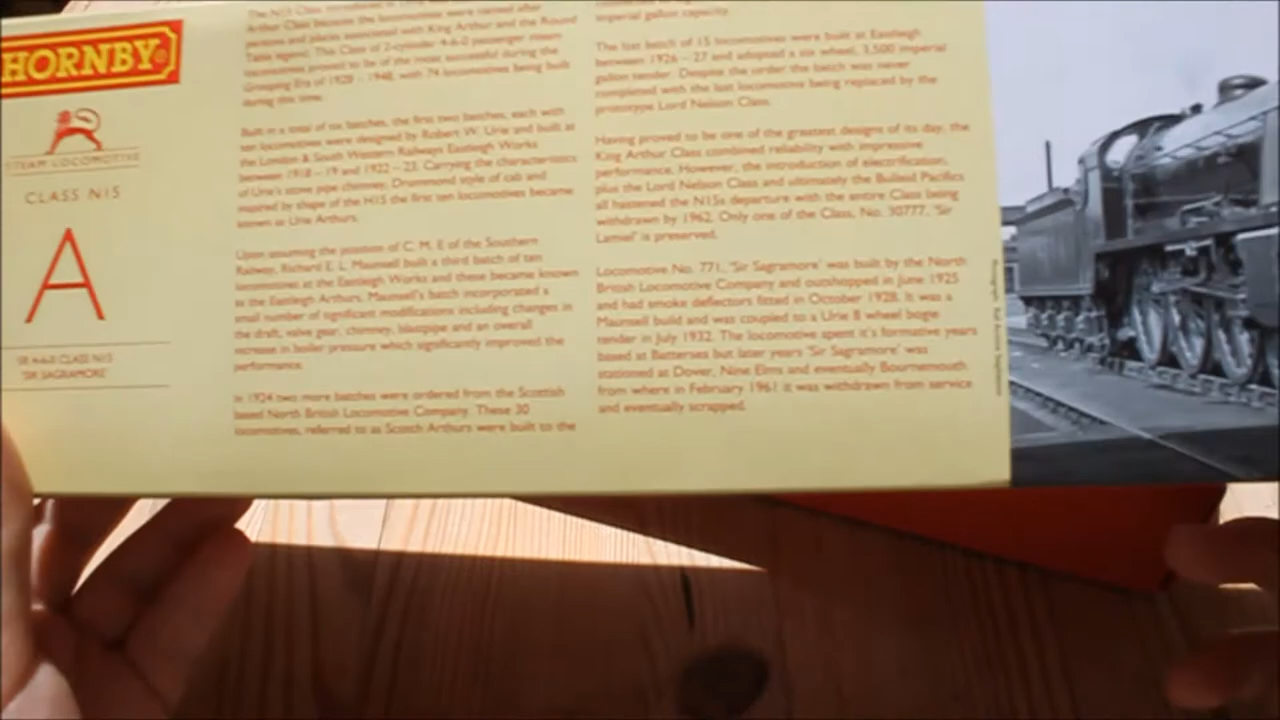 HORNBY
STEAM LOCOMOTIVE
CLASS N15
A
SR 4-6-0 CLASS N15
'SIR SAGRAMORE'
Arthur Class because the locomotives were named after
persons and places associated with King Arthur and the Round
Table legend. This Class of 2-cylinder 4-6-0 passenger steam
locomotives proved to be of the most successful during the
Grouping Era of 1923 – 1948, with 74 locomotives being built
during this time.
Built in a total of six batches, the first two batches, each with
ten locomotives were designed by Robert W. Urie and built at
the London & South Western Railways Eastleigh Works
between 1918 – 19 and 1922 – 23. Carrying the characteristics
of Urie's stove pipe chimney, Drummond style of cab and
inspired by shape of the H15 the first ten locomotives became
known as Urie Arthurs.
Upon assuming the position of C. M. E of the Southern
Railway, Richard E. L. Maunsell built a third batch of ten
locomotives at the Eastleigh Works and these became known
as the Eastleigh Arthurs. Maunsell's batch incorporated a
small number of significant modifications including changes in
the draft, valve gear, chimney, blastpipe and an overall
increase in boiler pressure which significantly improved the
performance.
In 1924 two more batches were ordered from the Scottish
based North British Locomotive Company. These 30
locomotives, referred to as Scotch Arthurs were built to the
imperial gallon capacity.
The last batch of 15 locomotives were built at Eastleigh
between 1926 – 27 and adopted a six wheel, 3,500 imperial
gallon tender. Despite the order the batch was never
completed with the last locomotive being replaced by the
prototype Lord Nelson Class.
Having proved to be one of the greatest designs of its day, the
King Arthur Class combined reliability with impressive
performance. However, the introduction of electrification,
plus the Lord Nelson Class and ultimately the Bulleid Pacifics
all hastened the N15s departure with the entire Class being
withdrawn by 1962. Only one of the Class, No. 30777, 'Sir
Lamiel' is preserved.
Locomotive No. 771, 'Sir Sagramore' was built by the North
British Locomotive Company and outshopped in June 1925
and had smoke deflectors fitted in October 1928. It was a
Maunsell build and was coupled to a Urie 8 wheel bogie
tender in July 1932. The locomotive spent it's formative years
based at Battersea but later years 'Sir Sagramore' was
stationed at Dover, Nine Elms and eventually Bournemouth
from where in February 1961 it was withdrawn from service
and eventually scrapped.